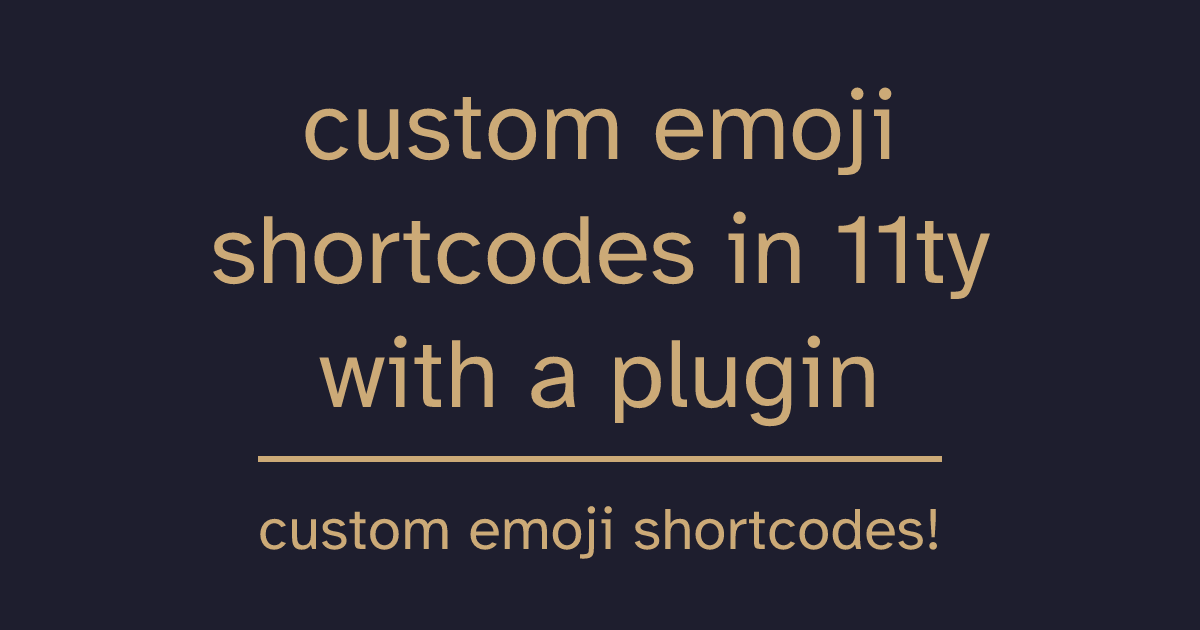 custom emoji
shortcodes in 11ty
with a plugin
custom emoji shortcodes!